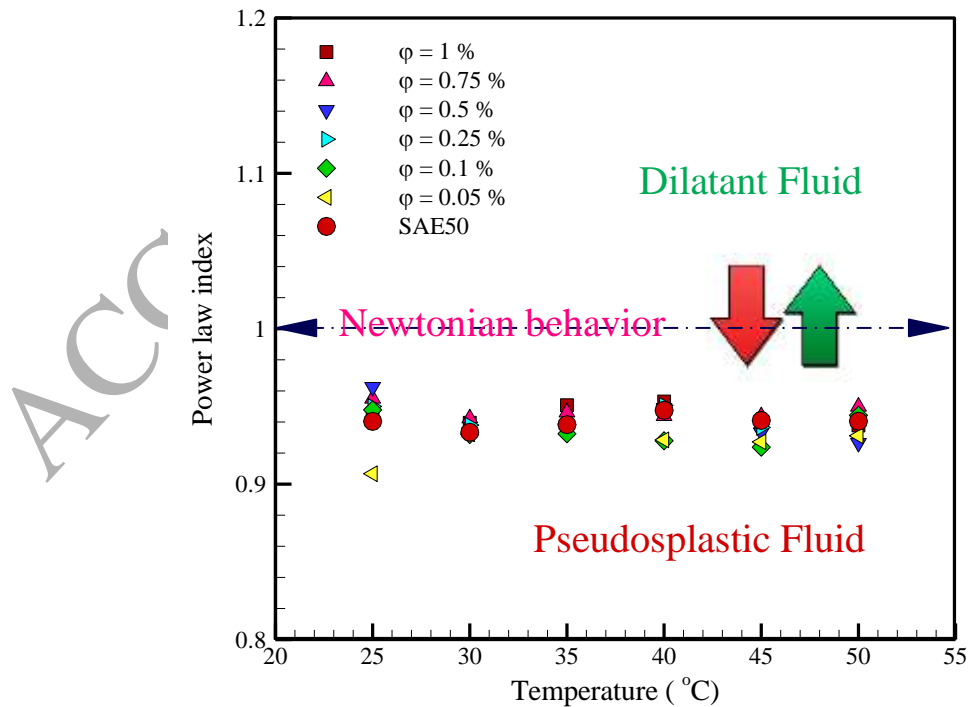 1.2
φ = 1 %
φ = 0.75 %
φ = 0.5 %
φ = 0.25 %
φ = 0.1 %
φ = 0.05 %
SAE50
1.1
Dilatant Fluid
Power law index
ACC
1
Newtonian behavior
0.9
Pseudosplastic Fluid
0.8
20 25 30 35 40 45 50 55
Temperature ( °C)